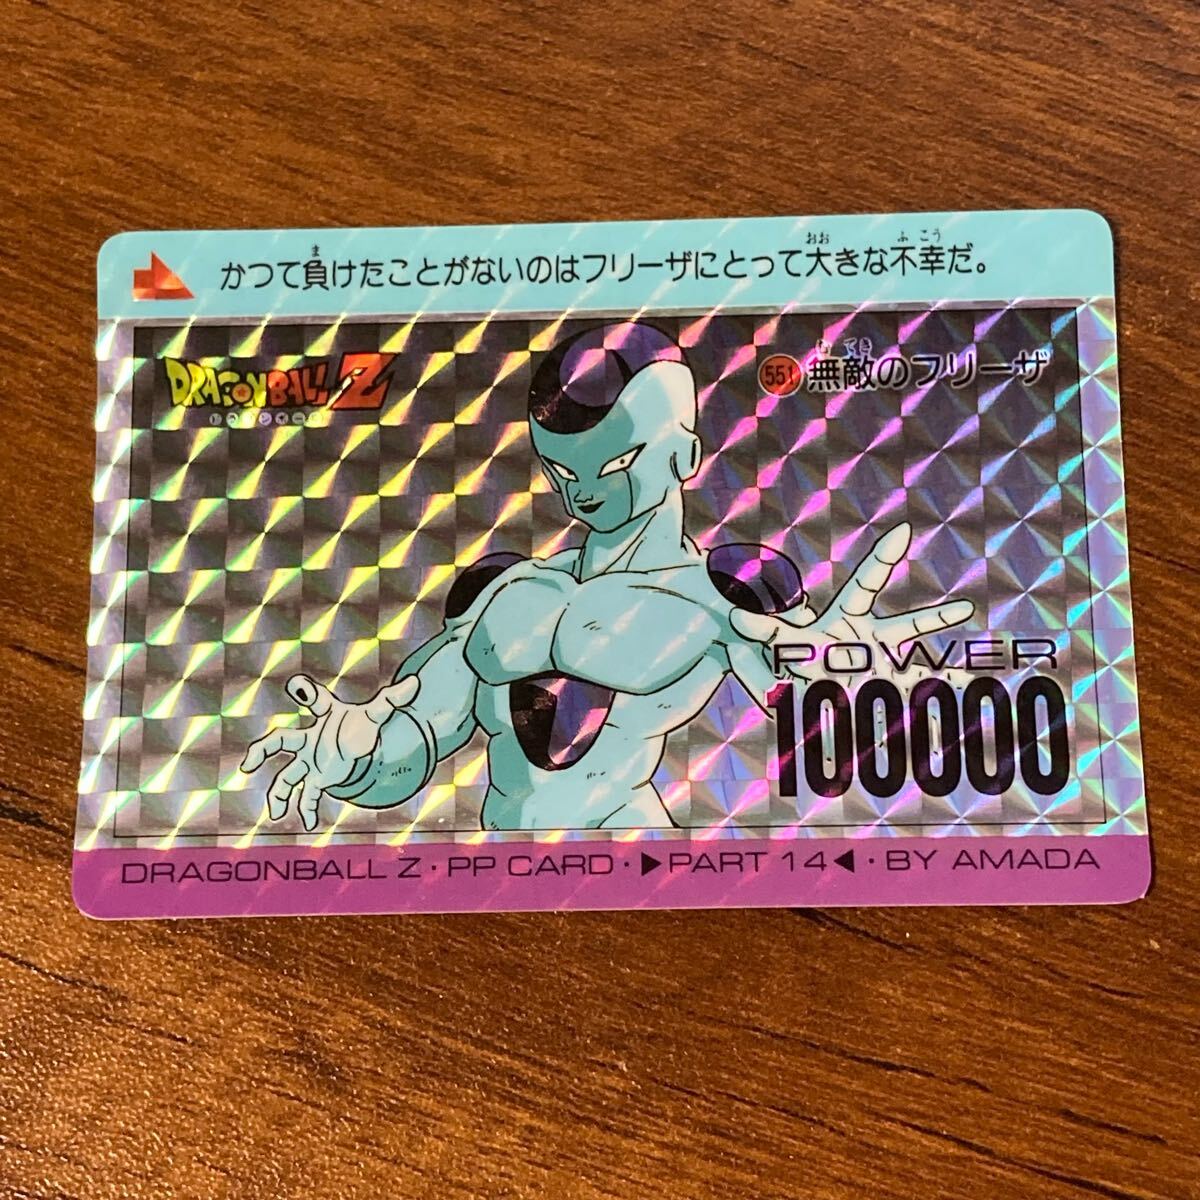 かつて負けたことがないのはフリーザにとって大きな不幸だ。
DRAGONBALL Z
551 無敵のフリーザ
POWER
100000
DRAGONBALL Z・PP CARD・▶PART 14◀・BY AMADA